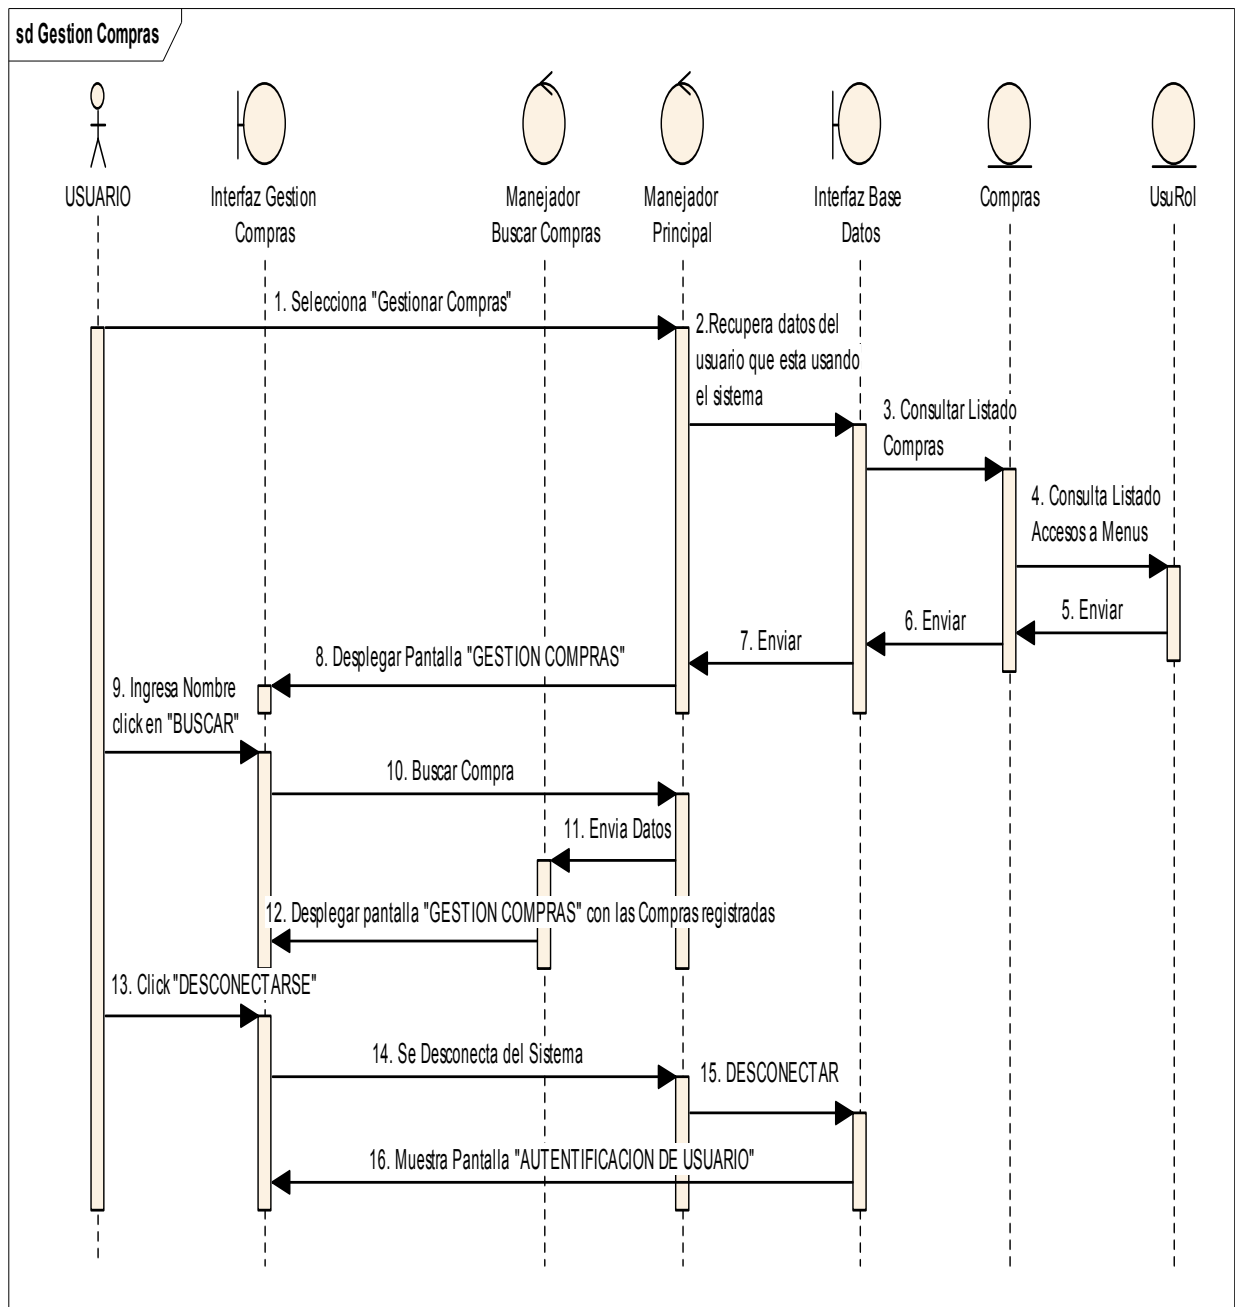 sd Gestion Compras
USUARIO
Interfaz Gestion
Compras
Manejador
Buscar Compras
Manejador
Principal
Interfaz Base
Datos
Compras
UsuRol
1. Selecciona "Gestionar Compras"
2.Recupera datos del
usuario que esta usando
el sistema
3. Consultar Listado
Compras
4. Consulta Listado
Accesos a Menus
5. Enviar
6. Enviar
7. Enviar
8. Desplegar Pantalla "GESTION COMPRAS"
9. Ingresa Nombre
click en "BUSCAR"
10. Buscar Compra
11. Envia Datos
12. Desplegar pantalla "GESTION COMPRAS" con las Compras registradas
13. Click "DESCONECTARSE"
14. Se Desconecta del Sistema
15. DESCONECTAR
16. Muestra Pantalla "AUTENTIFICACION DE USUARIO"